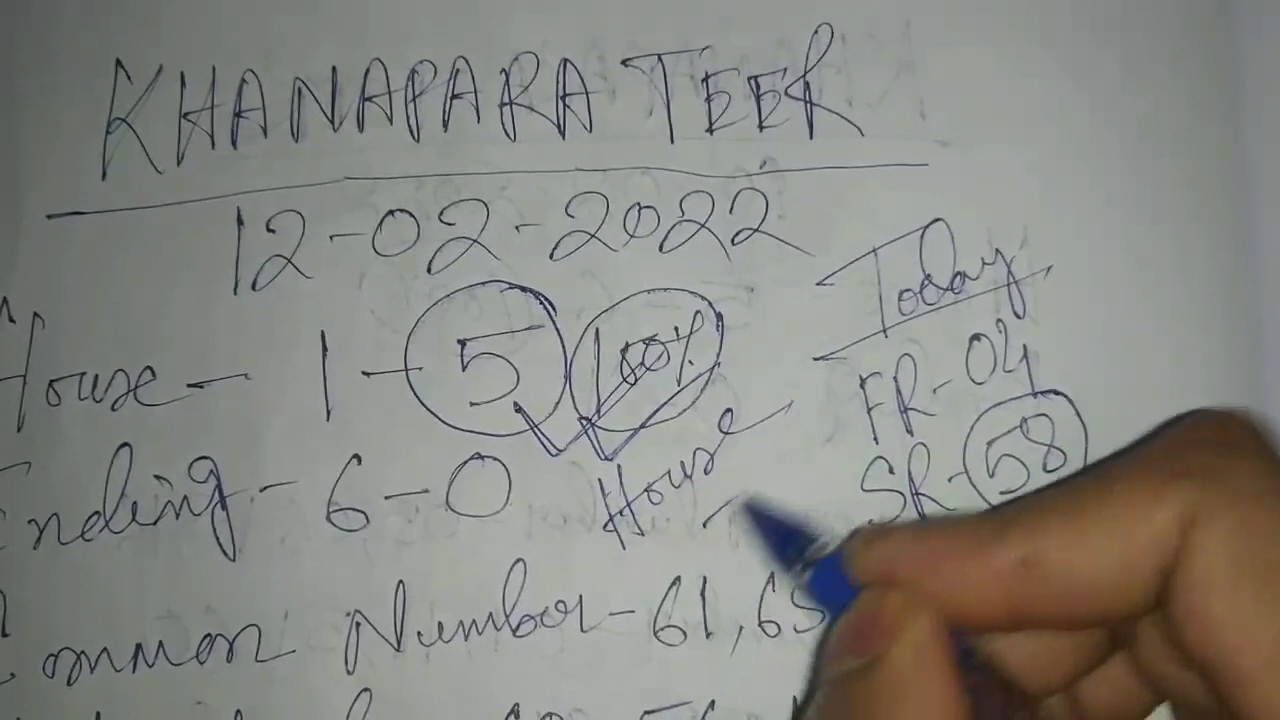 KHANAPARA TEER
12-02-2022
House - 1 - 5 100%
House
Ending - 6 - 0
Common Number - 61, 65
Today
FR - 04
SR - 58